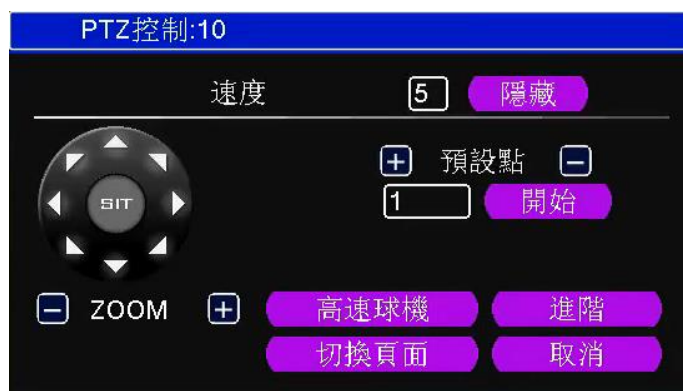 PTZ控制:10
速度 5 隱藏
+ 預設點 -
SIT
1 開始
- ZOOM + 高速球機 進階
切換頁面 取消